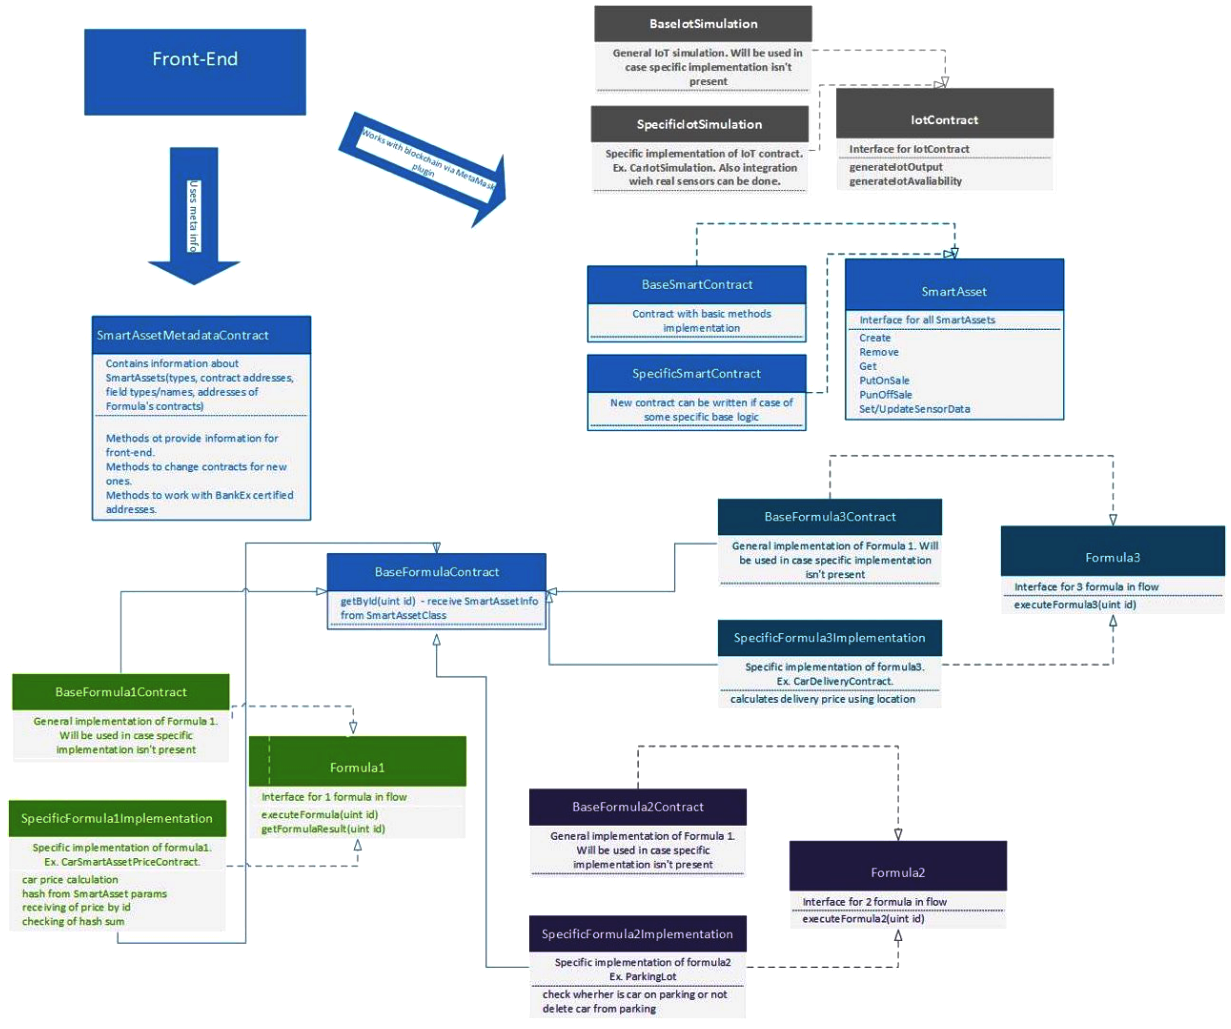 Front-End
Works with blockchain via MetaMask
plugin
Uses meta info
BaseIotSimulation
General IoT simulation. Will be used in
case specific implementation isn't
present
SpecificIotSimulation
Specific implementation of IoT contract.
Ex. CarIotSimulation. Also integration
wieh real sensors can be done.
IotContract
Interface for IotContract
generateIotOutput
generateIotAvaliability
BaseSmartContract
Contract with basic methods
implementation
SpecificSmartContract
New contract can be written if case of
some specific base logic
SmartAsset
Interface for all SmartAssets
Create
Remove
Get
PutOnSale
PunOffSale
Set/UpdateSensorData
SmartAssetMetadataContract
Contains information about
SmartAssets(types, contract addresses,
field types/names, addresses of
Formula's contracts)
Methods ot provide information for
front-end.
Methods to change contracts for new
ones.
Methods to work with BankEx certified
addresses.
BaseFormulaContract
getById(uint id) - receive SmartAssetInfo
from SmartAssetClass
BaseFormula3Contract
General implementation of Formula 1. Will
be used in case specific implementation
isn't present
Formula3
Interface for 3 formula in flow
executeFormula3(uint id)
SpecificFormula3Implementation
Specific implementation of formula3.
Ex. CarDeliveryContract.
calculates delivery price using location
BaseFormula1Contract
General implementation of Formula 1.
Will be used in case specific
implementation isn't present
Formula1
Interface for 1 formula in flow
executeFormula(uint id)
getFormulaResult(uint id)
SpecificFormula1Implementation
Specific implementation of formula1.
Ex. CarSmartAssetPriceContract.
car price calculation
hash from SmartAsset params
receiving of price by id
checking of hash sum
BaseFormula2Contract
General implementation of Formula 1.
Will be used in case specific
implementation isn't present
Formula2
Interface for 2 formula in flow
executeFormula2(uint id)
SpecificFormula2Implementation
Specific implementation of formula2
Ex. ParkingLot
check wherher is car on parking or not
delete car from parking